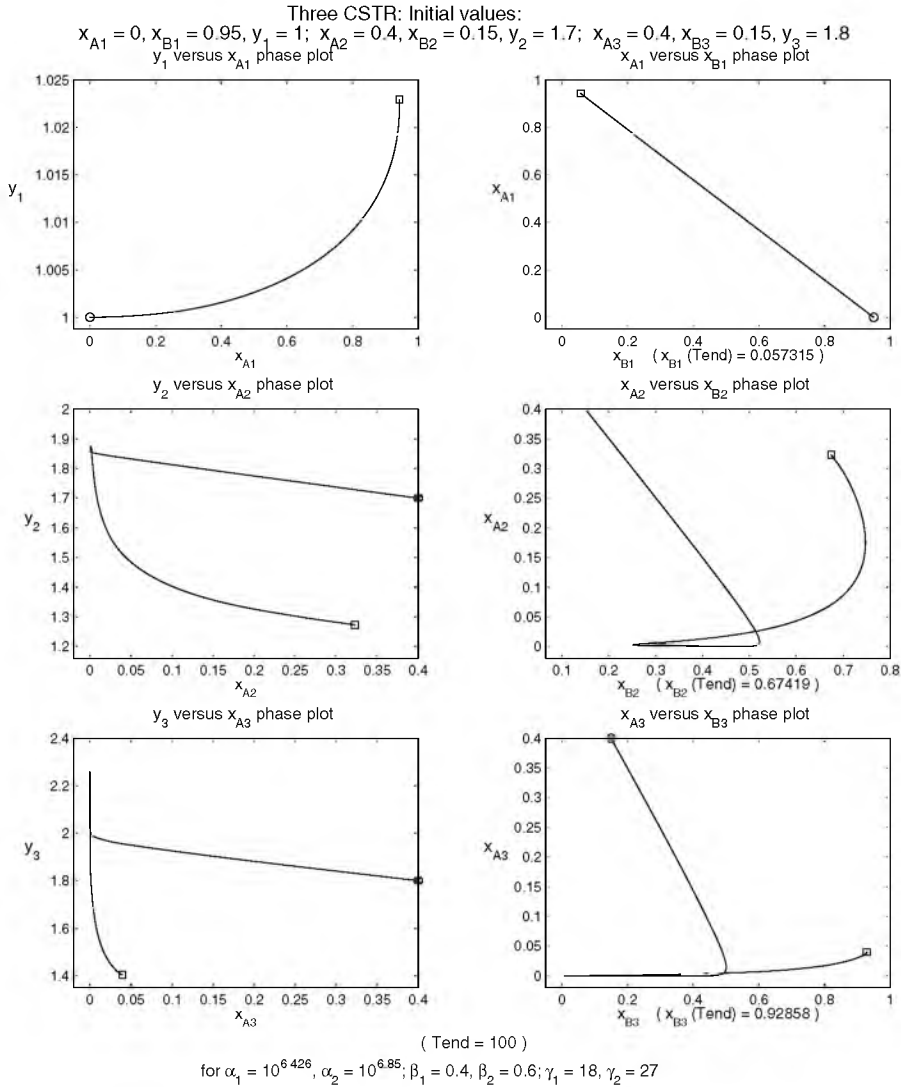 Three CSTR: Initial values:
x_A1 = 0, x_B1 = 0.95, y_1 = 1; x_A2 = 0.4, x_B2 = 0.15, y_2 = 1.7; x_A3 = 0.4, x_B3 = 0.15, y_3 = 1.8
y_1 versus x_A1 phase plot
1.025
1.02
1.015
1.01
1.005
1
y_1
0 0.2 0.4 0.6 0.8 1
x_A1
x_A1 versus x_B1 phase plot
1
0.8
0.6
0.4
0.2
0
x_A1
0 0.2 0.4 0.6 0.8 1
x_B1 ( x_B1 (Tend) = 0.057315 )
y_2 versus x_A2 phase plot
2
1.9
1.8
1.7
1.6
1.5
1.4
1.3
1.2
y_2
0 0.05 0.1 0.15 0.2 0.25 0.3 0.35 0.4
x_A2
x_A2 versus x_B2 phase plot
0.4
0.35
0.3
0.25
0.2
0.15
0.1
0.05
0
x_A2
0.1 0.2 0.3 0.4 0.5 0.6 0.7 0.8
x_B2 ( x_B2 (Tend) = 0.67419 )
y_3 versus x_A3 phase plot
2.4
2.2
2
1.8
1.6
1.4
y_3
0 0.05 0.1 0.15 0.2 0.25 0.3 0.35 0.4
x_A3
x_A3 versus x_B3 phase plot
0.4
0.35
0.3
0.25
0.2
0.15
0.1
0.05
0
x_A3
0 0.2 0.4 0.6 0.8 1
x_B3 ( x_B3 (Tend) = 0.92858 )
( Tend = 100 )
for α_1 = 10^6 426, α_2 = 10^6.85; β_1 = 0.4, β_2 = 0.6; γ_1 = 18, γ_2 = 27